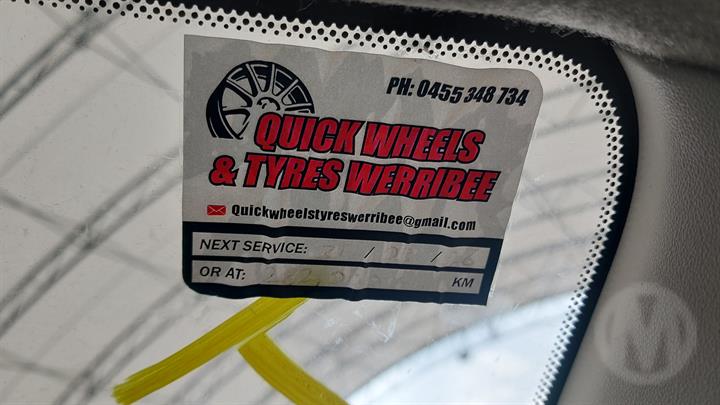 PH: 0455 348 734
QUICK WHEELS
& TYRES WERRIBEE
Quickwheelstyreswerribee@gmail.com
NEXT SERVICE: / /
OR AT: KM
M